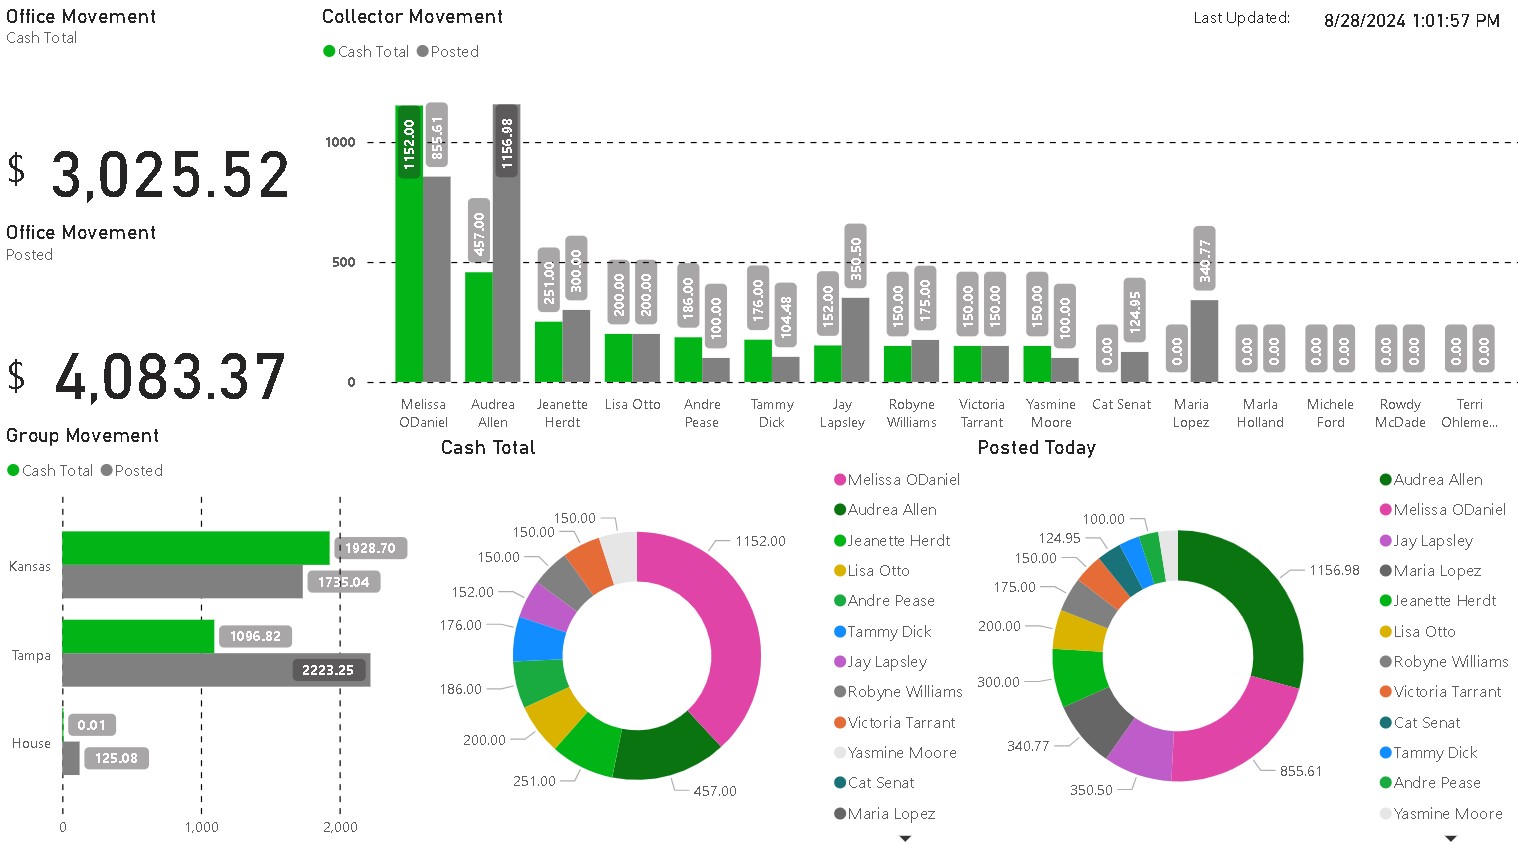 Office Movement
Cash Total
$ 3,025.52
Office Movement
Posted
$ 4,083.37
Collector Movement
Cash Total Posted
Last Updated: 8/28/2024 1:01:57 PM
1000
500
0
1152.00 855.61
457.00 1156.98
251.00 300.00
200.00 200.00
186.00 100.00
176.00 104.48
152.00 350.50
150.00 175.00
150.00 150.00
150.00 100.00
0.00 124.95
0.00 340.77
0.00 0.00
0.00 0.00
0.00 0.00
0.00 0.00
Melissa ODaniel
Audrea Allen
Jeanette Herdt
Lisa Otto
Andre Pease
Tammy Dick
Jay Lapsley
Robyne Williams
Victoria Tarrant
Yasmine Moore
Cat Senat
Maria Lopez
Marla Holland
Michele Ford
Rowdy McDade
Terri Ohleme...
Group Movement
Cash Total Posted
Kansas
1928.70
1735.04
Tampa
1096.82
2223.25
House
0.01
125.08
0 1,000 2,000
Cash Total
1152.00
457.00
251.00
200.00
186.00
176.00
152.00
150.00
150.00
150.00
Melissa ODaniel
Audrea Allen
Jeanette Herdt
Lisa Otto
Andre Pease
Tammy Dick
Jay Lapsley
Robyne Williams
Victoria Tarrant
Yasmine Moore
Cat Senat
Maria Lopez
Posted Today
1156.98
855.61
350.50
340.77
300.00
200.00
175.00
150.00
124.95
100.00
Audrea Allen
Melissa ODaniel
Jay Lapsley
Maria Lopez
Jeanette Herdt
Lisa Otto
Robyne Williams
Victoria Tarrant
Cat Senat
Tammy Dick
Andre Pease
Yasmine Moore